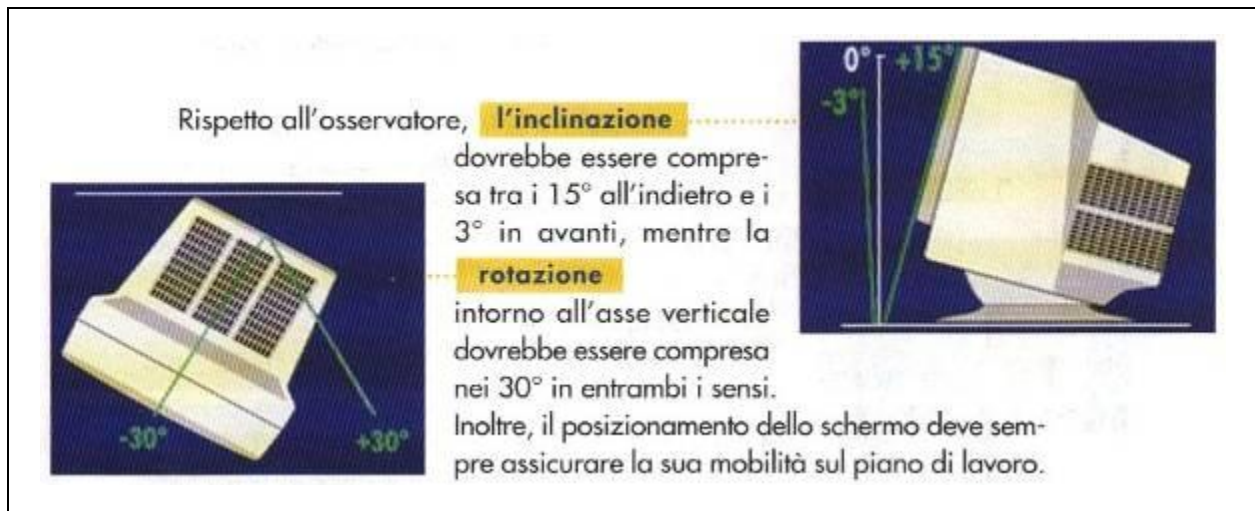 Rispetto all'osservatore, l'inclinazione
dovrebbe essere compre-
sa tra i 15° all'indietro e i
3° in avanti, mentre la
rotazione
intorno all'asse verticale
dovrebbe essere compresa
nei 30° in entrambi i sensi.
Inoltre, il posizionamento dello schermo deve sem-
pre assicurare la sua mobilità sul piano di lavoro.
0° +15°
-3°
-30° +30°